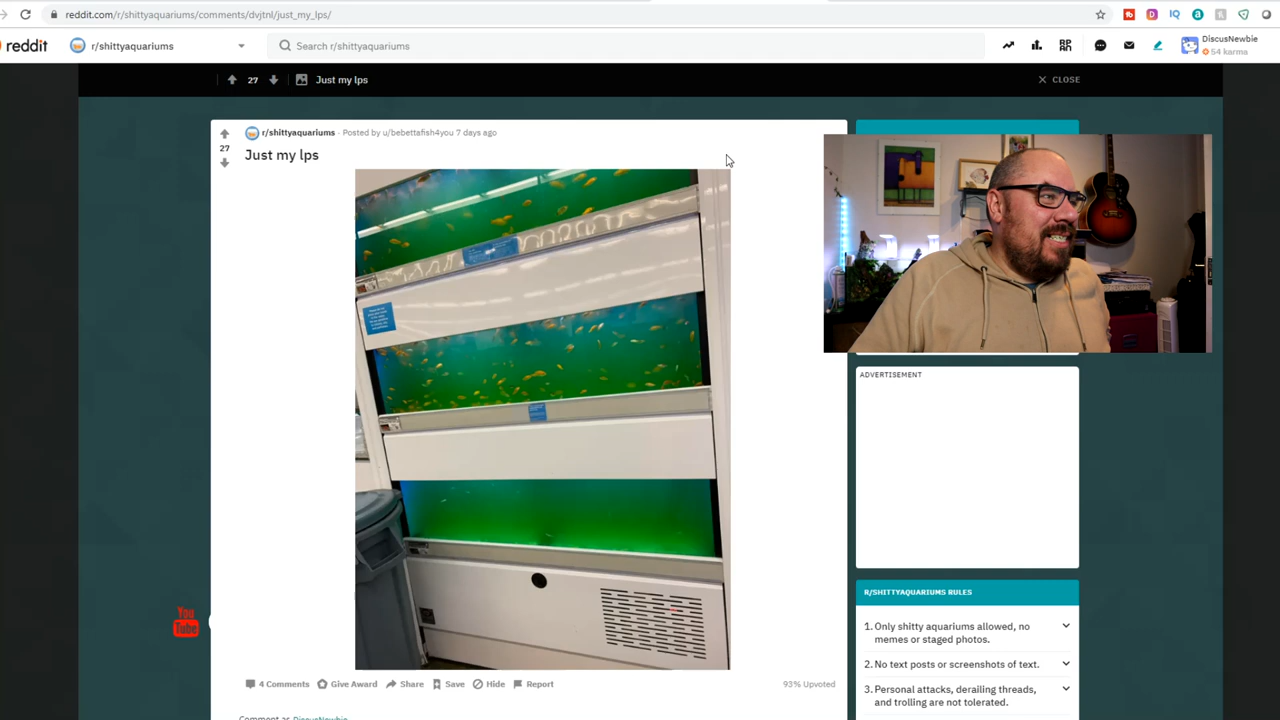 reddit.com/r/shittyaquariums/comments/dvjtnl/just_my_lps/
reddit
r/shittyaquariums
Search r/shittyaquariums
DiscusNewbie
54 karma
27
Just my lps
CLOSE
27
r/shittyaquariums · Posted by u/bebettafish4you 7 days ago
Just my lps
ADVERTISEMENT
R/SHITTYAQUARIUMS RULES
1. Only shitty aquariums allowed, no
memes or staged photos.
2. No text posts or screenshots of text.
3. Personal attacks, derailing threads,
and trolling are not tolerated.
You
Tube
4 Comments
Give Award
Share
Save
Hide
Report
93% Upvoted
Comment as DiscusNewbie